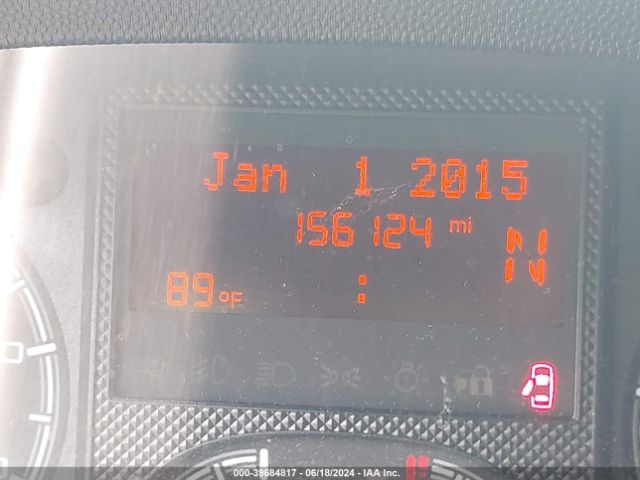 Jan 1 2015
156124 mi
N
89°F :
000-39684817 - 06/18/2024 - IAA Inc.